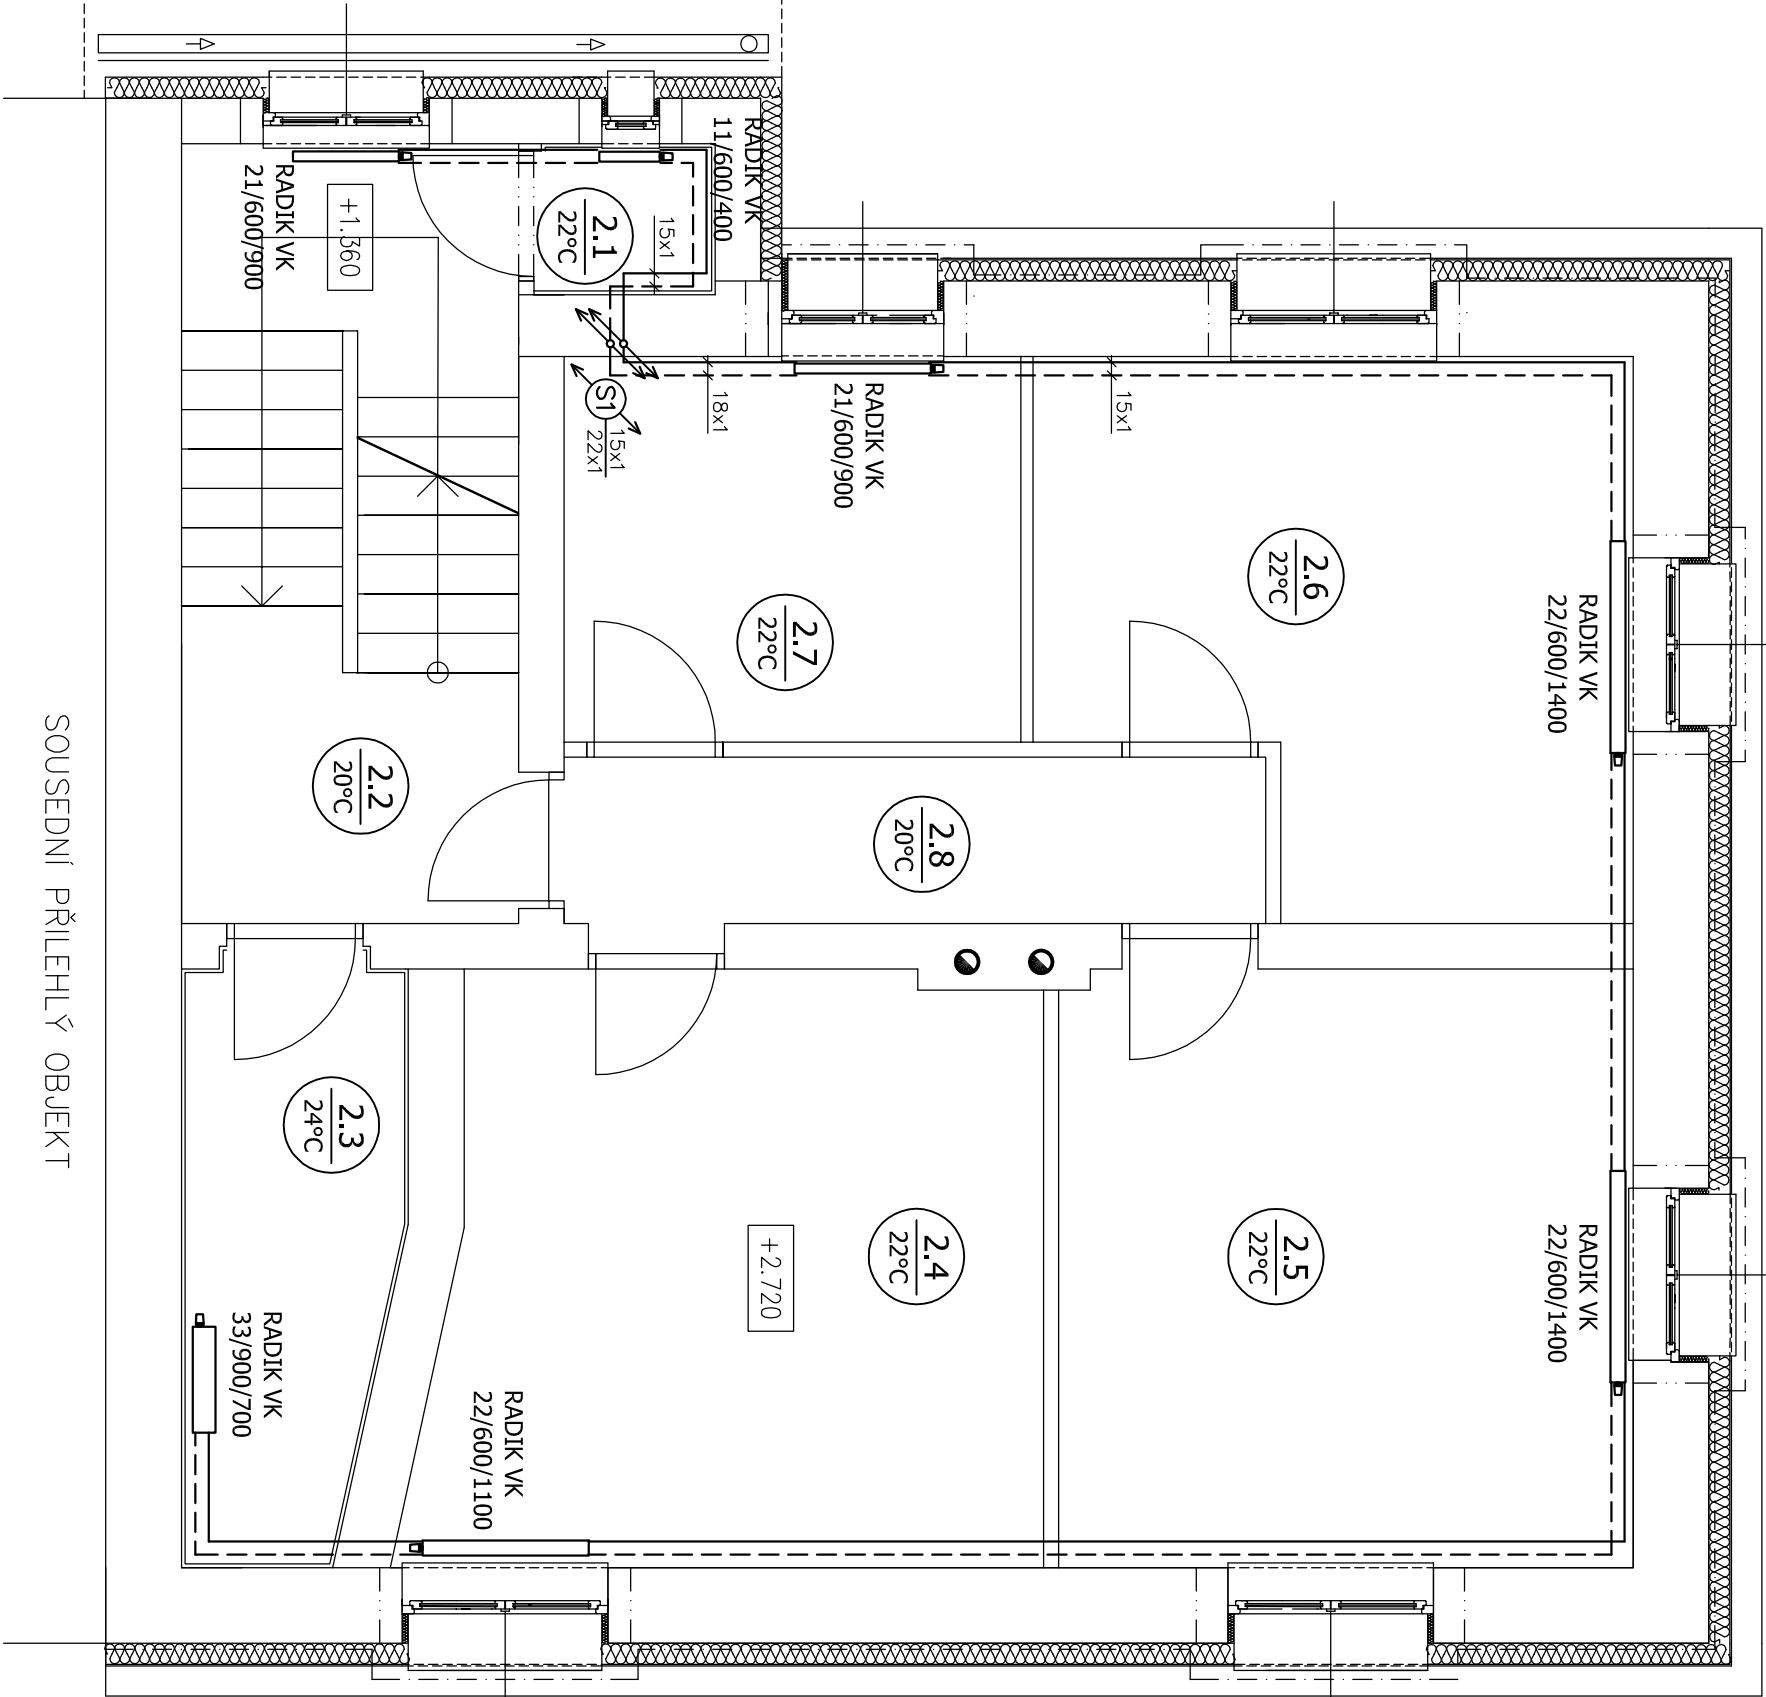 RADIK VK
11/600/400
RADIK VK
21/600/900
+1.360
2.1
22°C
15x1
S1
15x1
22x1
18x1
RADIK VK
21/600/900
15x1
2.6
22°C
RADIK VK
22/600/1400
2.7
22°C
2.2
20°C
2.8
20°C
SOUSEDNÍ PŘILEHLÝ OBJEKT
2.3
24°C
2.4
22°C
+2.720
2.5
22°C
RADIK VK
22/600/1400
RADIK VK
33/900/700
RADIK VK
22/600/1100